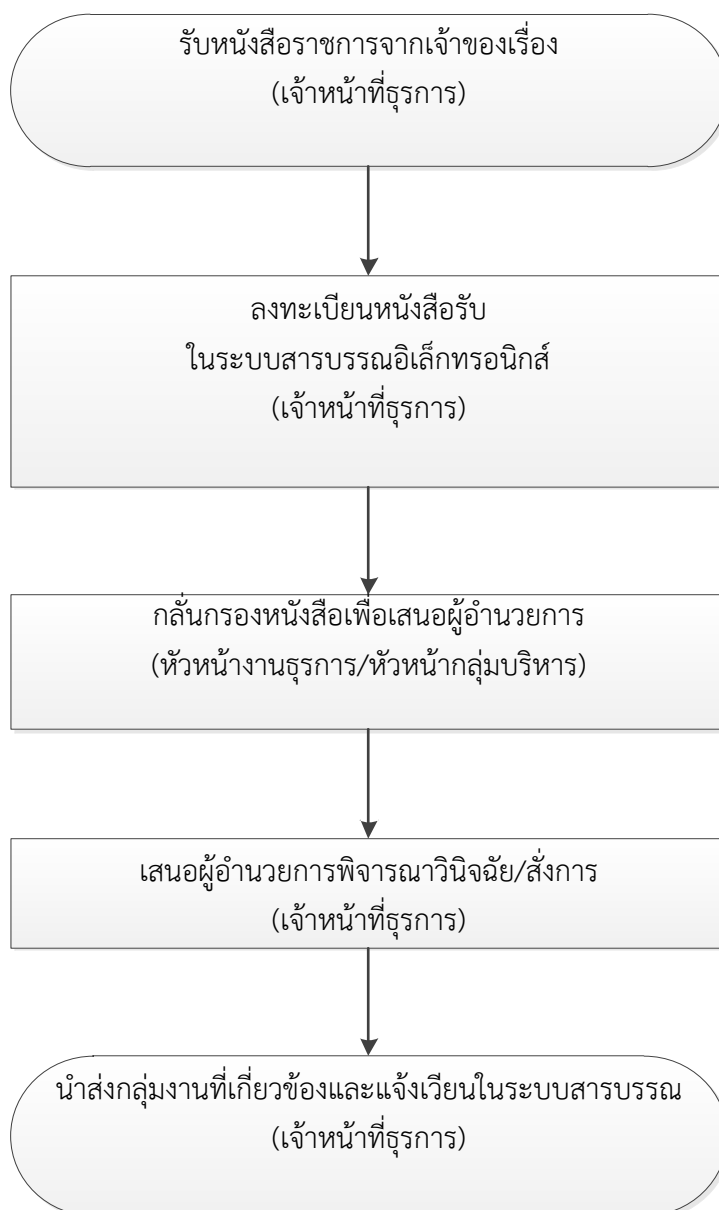 รับหนังสือราชการจากเจ้าของเรื่อง
(เจ้าหน้าที่ธุรการ)
ลงทะเบียนหนังสือรับ
ในระบบสารบรรณอิเล็กทรอนิกส์
(เจ้าหน้าที่ธุรการ)
กลั่นกรองหนังสือเพื่อเสนอผู้อำนวยการ
(หัวหน้างานธุรการ/หัวหน้ากลุ่มบริหาร)
เสนอผู้อำนวยการพิจารณาวินิจฉัย/สั่งการ
(เจ้าหน้าที่ธุรการ)
นำส่งกลุ่มงานที่เกี่ยวข้องและแจ้งเวียนในระบบสารบรรณ
(เจ้าหน้าที่ธุรการ)